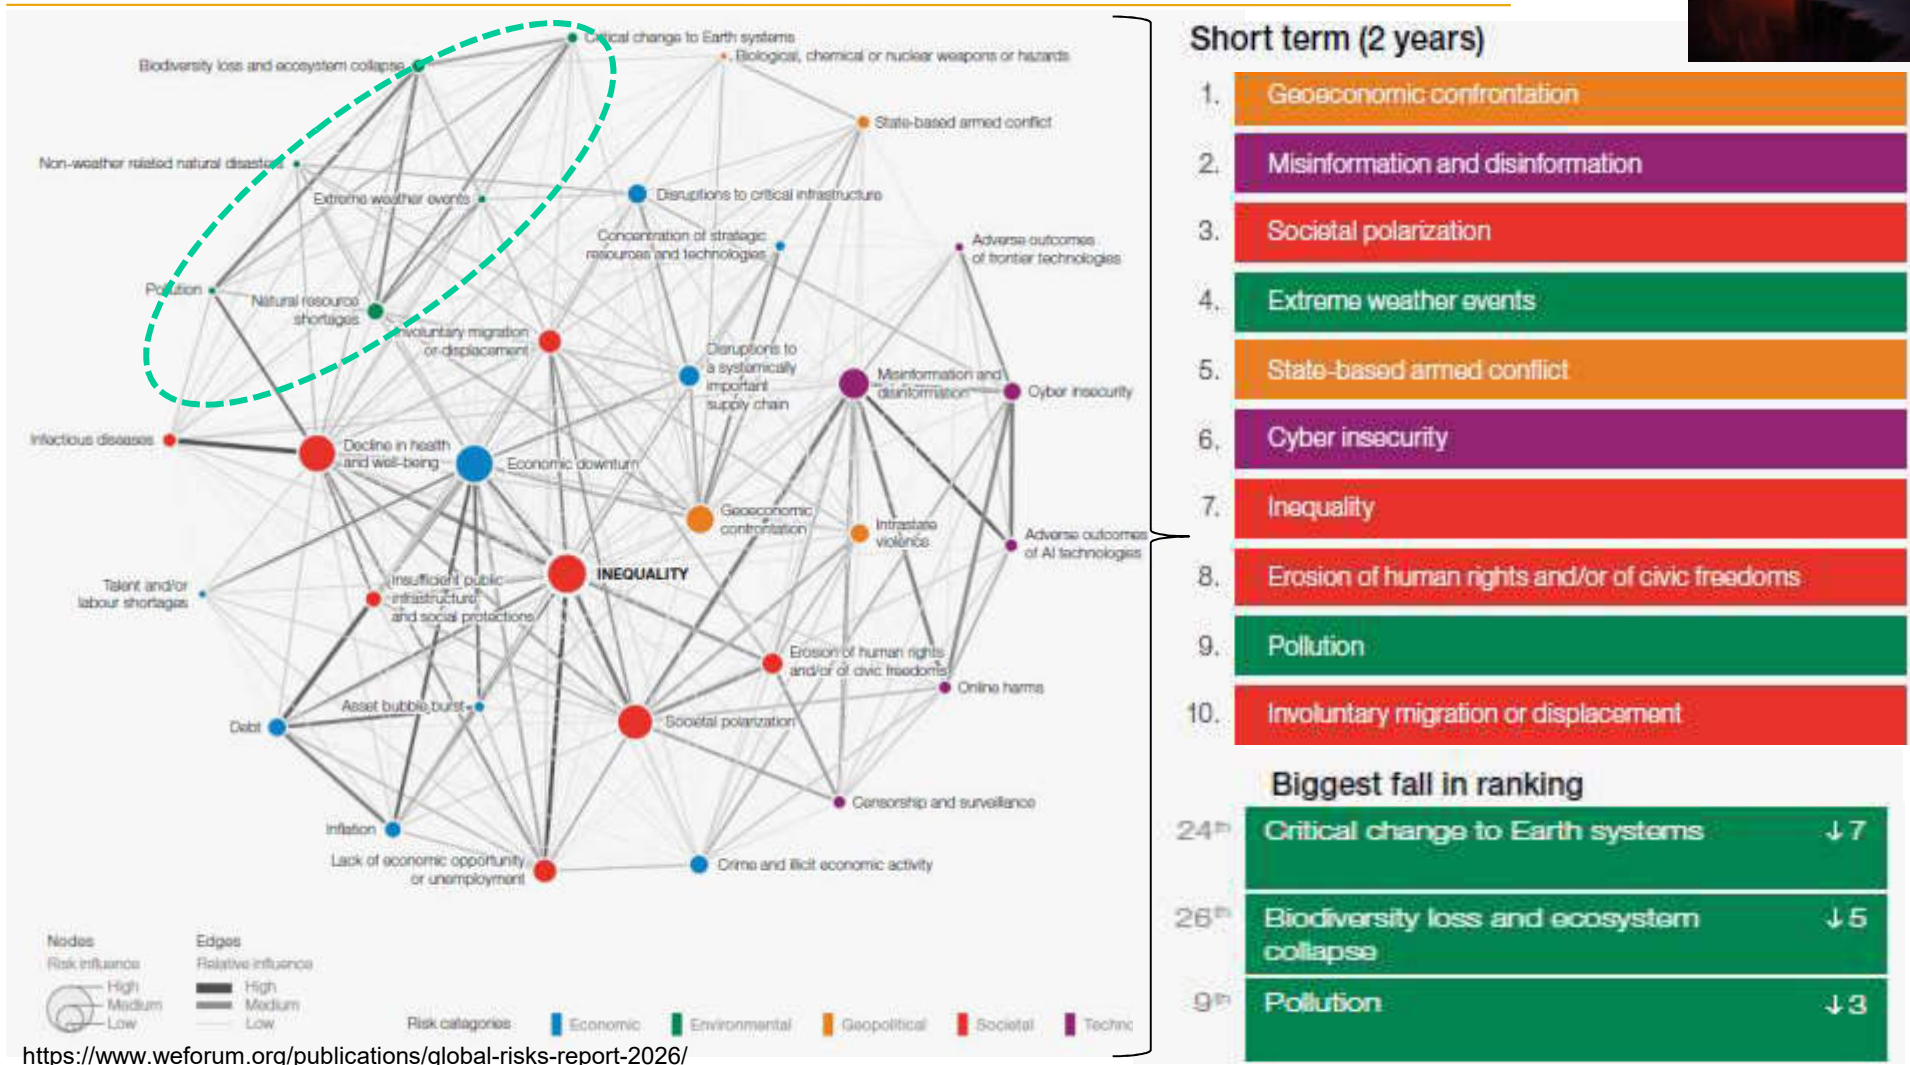 Critical change to Earth systems
Biodiversity loss and ecosystem collapse
Biological, chemical or nuclear weapons or hazards
State-based armed conflict
Non-weather related natural disasters
Extreme weather events
Disruptions to critical infrastructure
Concentration of strategic
resources and technologies
Adverse outcomes
of frontier technologies
Pollution
Natural resource
shortages
Involuntary migration
or displacement
Disruptions to
a systemically
important
supply chain
Misinformation and
disinformation
Cyber insecurity
Infectious diseases
Decline in health
and well-being
Economic downturn
Geoeconomic
confrontation
Intrastate
violence
Adverse outcomes
of AI technologies
INEQUALITY
Talent and/or
labour shortages
Insufficient public
infrastructure
and social protections
Erosion of human rights
and/or of civic freedoms
Online harms
Asset bubble burst
Debt
Societal polarization
Censorship and surveillance
Inflation
Lack of economic opportunity
or unemployment
Crime and illicit economic activity
Nodes
Risk influence
High
Medium
Low
Edges
Relative influence
High
Medium
Low
Risk categories
Economic
Environmental
Geopolitical
Societal
Techno
https://www.weforum.org/publications/global-risks-report-2026/
Short term (2 years)
1. Geoeconomic confrontation
2. Misinformation and disinformation
3. Societal polarization
4. Extreme weather events
5. State-based armed conflict
6. Cyber insecurity
7. Inequality
8. Erosion of human rights and/or of civic freedoms
9. Pollution
10. Involuntary migration or displacement
Biggest fall in ranking
24th Critical change to Earth systems ↓7
26th Biodiversity loss and ecosystem ↓5
collapse
9th Pollution ↓3